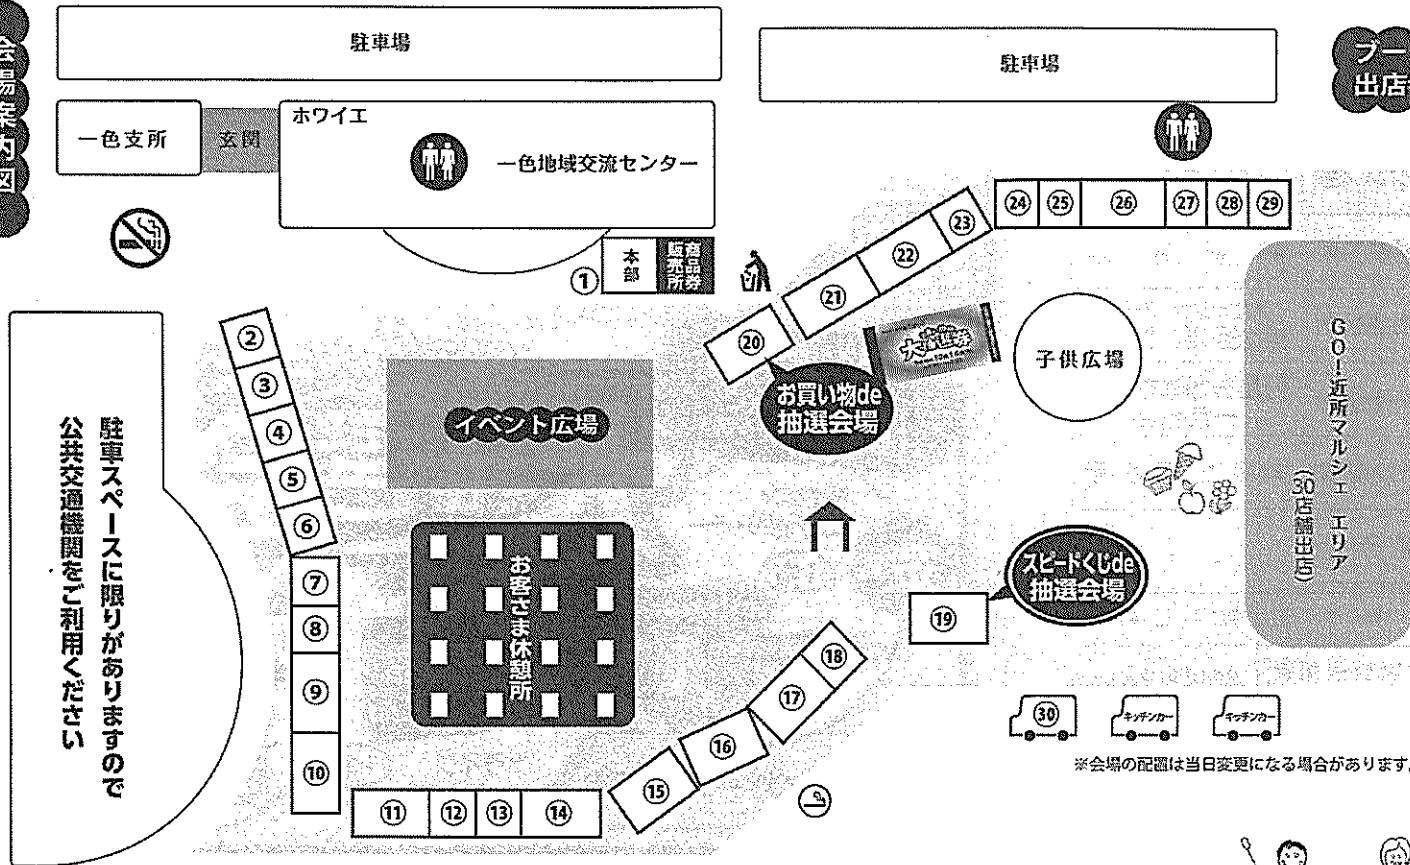 会場案内図
駐車場
駐車場
ブー
出店
一色支所
玄関
ホワイエ
一色地域交流センター
①
本部
商品券
販売所
②
③
④
⑤
⑥
⑦
⑧
⑨
⑩
⑪
⑫
⑬
⑭
⑮
⑯
⑰
⑱
⑲
⑳
㉑
㉒
㉓
㉔
㉕
㉖
㉗
㉘
㉙
イベント広場
お客さま休憩所
お買い物de
抽選会場
子供広場
スピードくじde
抽選会場
GO!近所マルシェ エリア
(30店舗出店)
駐車スペースに限りがありますので
公共交通機関をご利用ください
㉚
キッチンカー
キッチンカー
※会場の配置は当日変更になる場合があります。